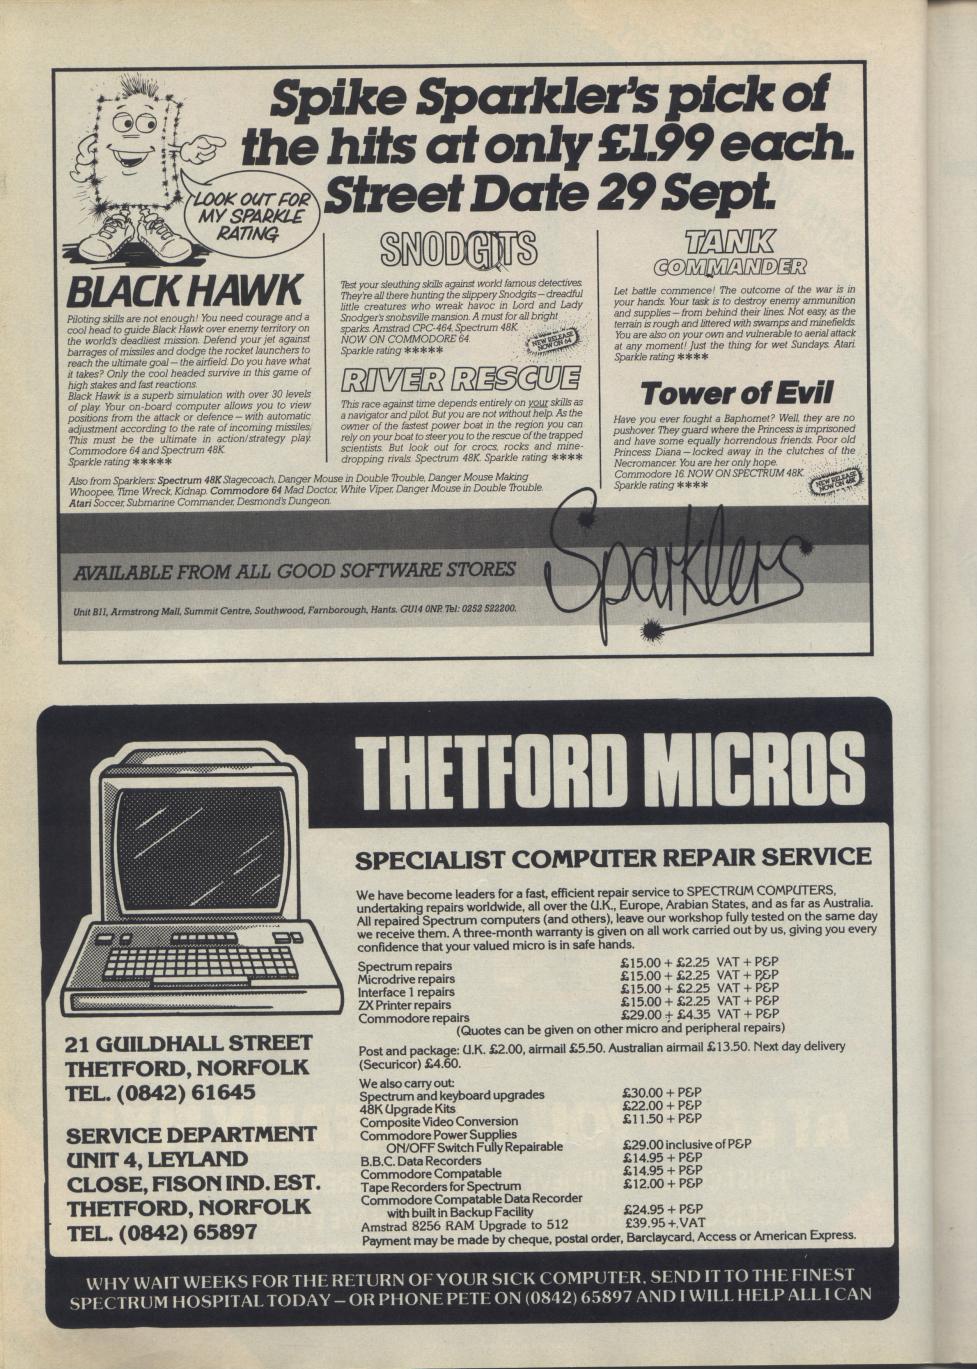 Spike Sparkler's pick of
the hits at only £1.99 each.
Street Date 29 Sept.
LOOK OUT FOR
MY SPARKLE
RATING
BLACK HAWK
Piloting skills are not enough! You need courage and a
cool head to guide Black Hawk over enemy territory on
the world's deadliest mission. Defend your jet against
barrages of missiles and dodge the rocket launchers to
reach the ultimate goal – the airfield. Do you have what
it takes? Only the cool headed survive in this game of
high stakes and fast reactions.
Black Hawk is a superb simulation with over 30 levels
of play. Your on-board computer allows you to view
positions from the attack or defence – with automatic
adjustment according to the rate of incoming missiles.
This must be the ultimate in action/strategy play.
Commodore 64 and Spectrum 48K.
Sparkle rating *****
SNODGITS
Test your sleuthing skills against world famous detectives.
They're all there hunting the slippery Snodgits – dreadful
little creatures who wreak havoc in Lord and Lady
Snodger's snobsville mansion. A must for all bright
sparks. Amstrad CPC-464, Spectrum 48K.
NOW ON COMMODORE 64.
Sparkle rating *****
NEW RELEASE
NOW ON 64
RIVER RESCUE
This race against time depends entirely on your skills as
a navigator and pilot. But you are not without help. As the
owner of the fastest power boat in the region you can
rely on your boat to steer you to the rescue of the trapped
scientists. But look out for crocs, rocks and mine-
dropping rivals. Spectrum 48K. Sparkle rating ****
TANK
COMMANDER
Let battle commence! The outcome of the war is in
your hands. Your task is to destroy enemy ammunition
and supplies – from behind their lines. Not easy, as the
terrain is rough and littered with swamps and minefields.
You are also on your own and vulnerable to aerial attack
at any moment! Just the thing for wet Sundays. Atari.
Sparkle rating ****
Tower of Evil
Have you ever fought a Baphomet? Well, they are no
pushover. They guard where the Princess is imprisoned
and have some equally horrendous friends. Poor old
Princess Diana – locked away in the clutches of the
Necromancer. You are her only hope.
Commodore 16. NOW ON SPECTRUM 48K.
Sparkle rating ****
NEW RELEASE
NOW ON 48K
Also from Sparklers: Spectrum 48K Stagecoach, Danger Mouse in Double Trouble, Danger Mouse Making
Whoopee, Time Wreck, Kidnap. Commodore 64 Mad Doctor, White Viper, Danger Mouse in Double Trouble.
Atari Soccer, Submarine Commander, Desmond's Dungeon.
AVAILABLE FROM ALL GOOD SOFTWARE STORES
Unit B11, Armstrong Mall, Summit Centre, Southwood, Farnborough, Hants. GU14 0NP. Tel: 0252 522200.
Sparklers
THETFORD MICROS
SPECIALIST COMPUTER REPAIR SERVICE
We have become leaders for a fast, efficient repair service to SPECTRUM COMPUTERS,
undertaking repairs worldwide, all over the U.K., Europe, Arabian States, and as far as Australia.
All repaired Spectrum computers (and others), leave our workshop fully tested on the same day
we receive them. A three-month warranty is given on all work carried out by us, giving you every
confidence that your valued micro is in safe hands.
Spectrum repairs £15.00 + £2.25 VAT + P&P
Microdrive repairs £15.00 + £2.25 VAT + P&P
Interface 1 repairs £15.00 + £2.25 VAT + P&P
ZX Printer repairs £15.00 + £2.25 VAT + P&P
Commodore repairs £29.00 + £4.35 VAT + P&P
(Quotes can be given on other micro and peripheral repairs)
Post and package: U.K. £2.00, airmail £5.50. Australian airmail £13.50. Next day delivery
(Securicor) £4.60.
We also carry out:
Spectrum and keyboard upgrades £30.00 + P&P
48K Upgrade Kits £22.00 + P&P
Composite Video Conversion £11.50 + P&P
Commodore Power Supplies
ON/OFF Switch Fully Repairable £29.00 inclusive of P&P
B.B.C. Data Recorders £14.95 + P&P
Commodore Compatable £14.95 + P&P
Tape Recorders for Spectrum £12.00 + P&P
Commodore Compatable Data Recorder
with built in Backup Facility £24.95 + P&P
Amstrad 8256 RAM Upgrade to 512 £39.95 +.VAT
Payment may be made by cheque, postal order, Barclaycard, Access or American Express.
21 GUILDHALL STREET
THETFORD, NORFOLK
TEL. (0842) 61645
SERVICE DEPARTMENT
UNIT 4, LEYLAND
CLOSE, FISON IND. EST.
THETFORD, NORFOLK
TEL. (0842) 65897
WHY WAIT WEEKS FOR THE RETURN OF YOUR SICK COMPUTER, SEND IT TO THE FINEST
SPECTRUM HOSPITAL TODAY – OR PHONE PETE ON (0842) 65897 AND I WILL HELP ALL I CAN